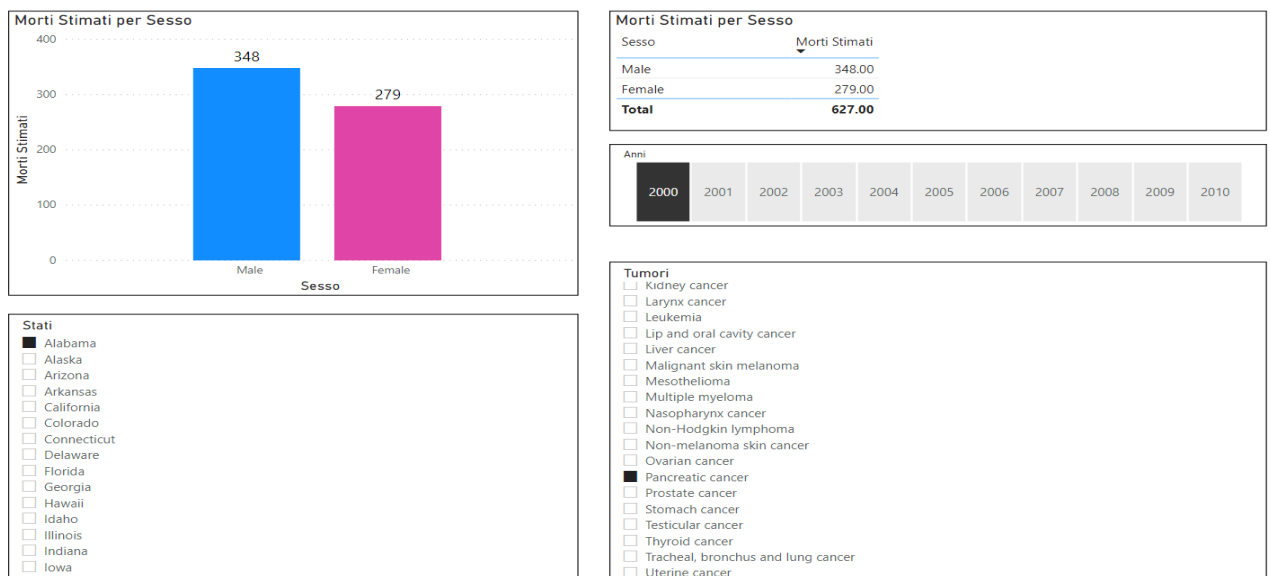 Morti Stimati per Sesso
400
300
200
100
0
Morti Stimati
348
279
Male Female
Sesso
Morti Stimati per Sesso
Sesso Morti Stimati
Male 348.00
Female 279.00
Total 627.00
Anni
2000 2001 2002 2003 2004 2005 2006 2007 2008 2009 2010
Stati
Alabama
Alaska
Arizona
Arkansas
California
Colorado
Connecticut
Delaware
Florida
Georgia
Hawaii
Idaho
Illinois
Indiana
Iowa
Tumori
Kidney cancer
Larynx cancer
Leukemia
Lip and oral cavity cancer
Liver cancer
Malignant skin melanoma
Mesothelioma
Multiple myeloma
Nasopharynx cancer
Non-Hodgkin lymphoma
Non-melanoma skin cancer
Ovarian cancer
Pancreatic cancer
Prostate cancer
Stomach cancer
Testicular cancer
Thyroid cancer
Tracheal, bronchus and lung cancer
Uterine cancer